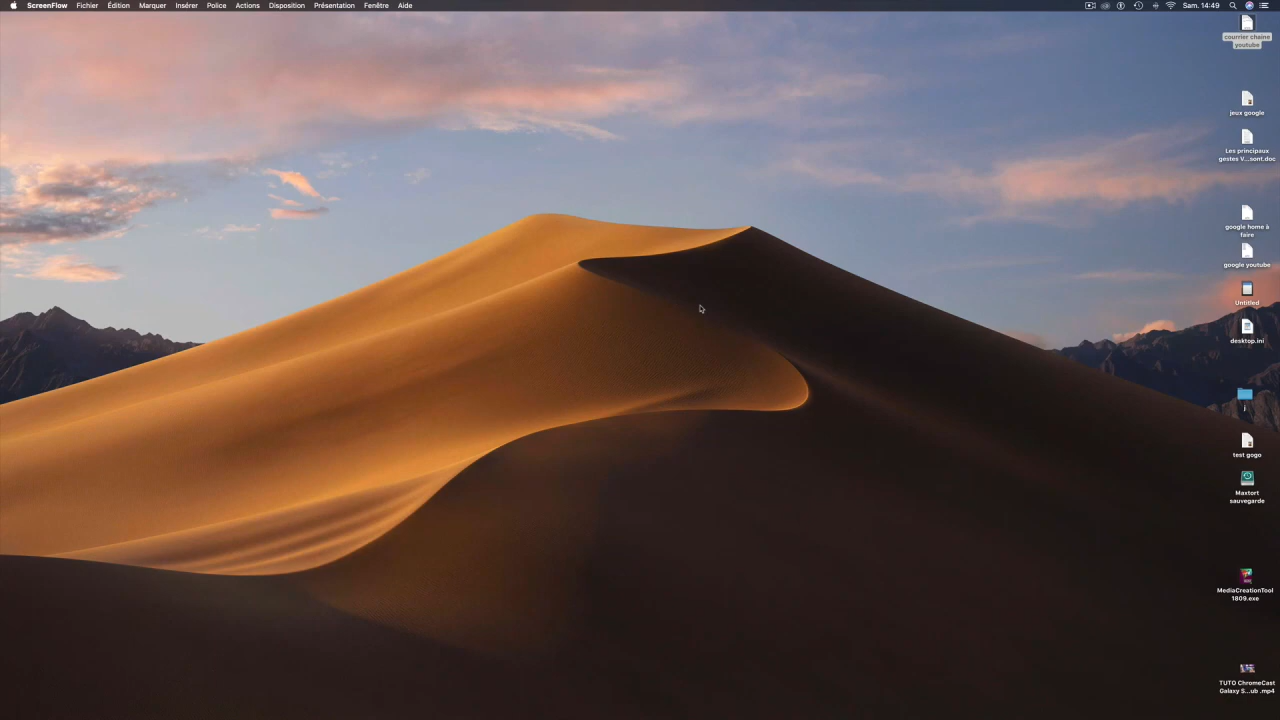 ScreenFlow Fichier Édition Marquer Insérer Police Actions Disposition Présentation Fenêtre Aide Sam. 14:49
courrier chaine
youtube
jeux google
Les principaux
gestes V...sont.doc
google home à
faire
google youtube
Untitled
desktop.ini
j
test gogo
Maxtort
sauvegarde
MediaCreationTool
1809.exe
TUTO ChromeCast
Galaxy S...ub .mp4